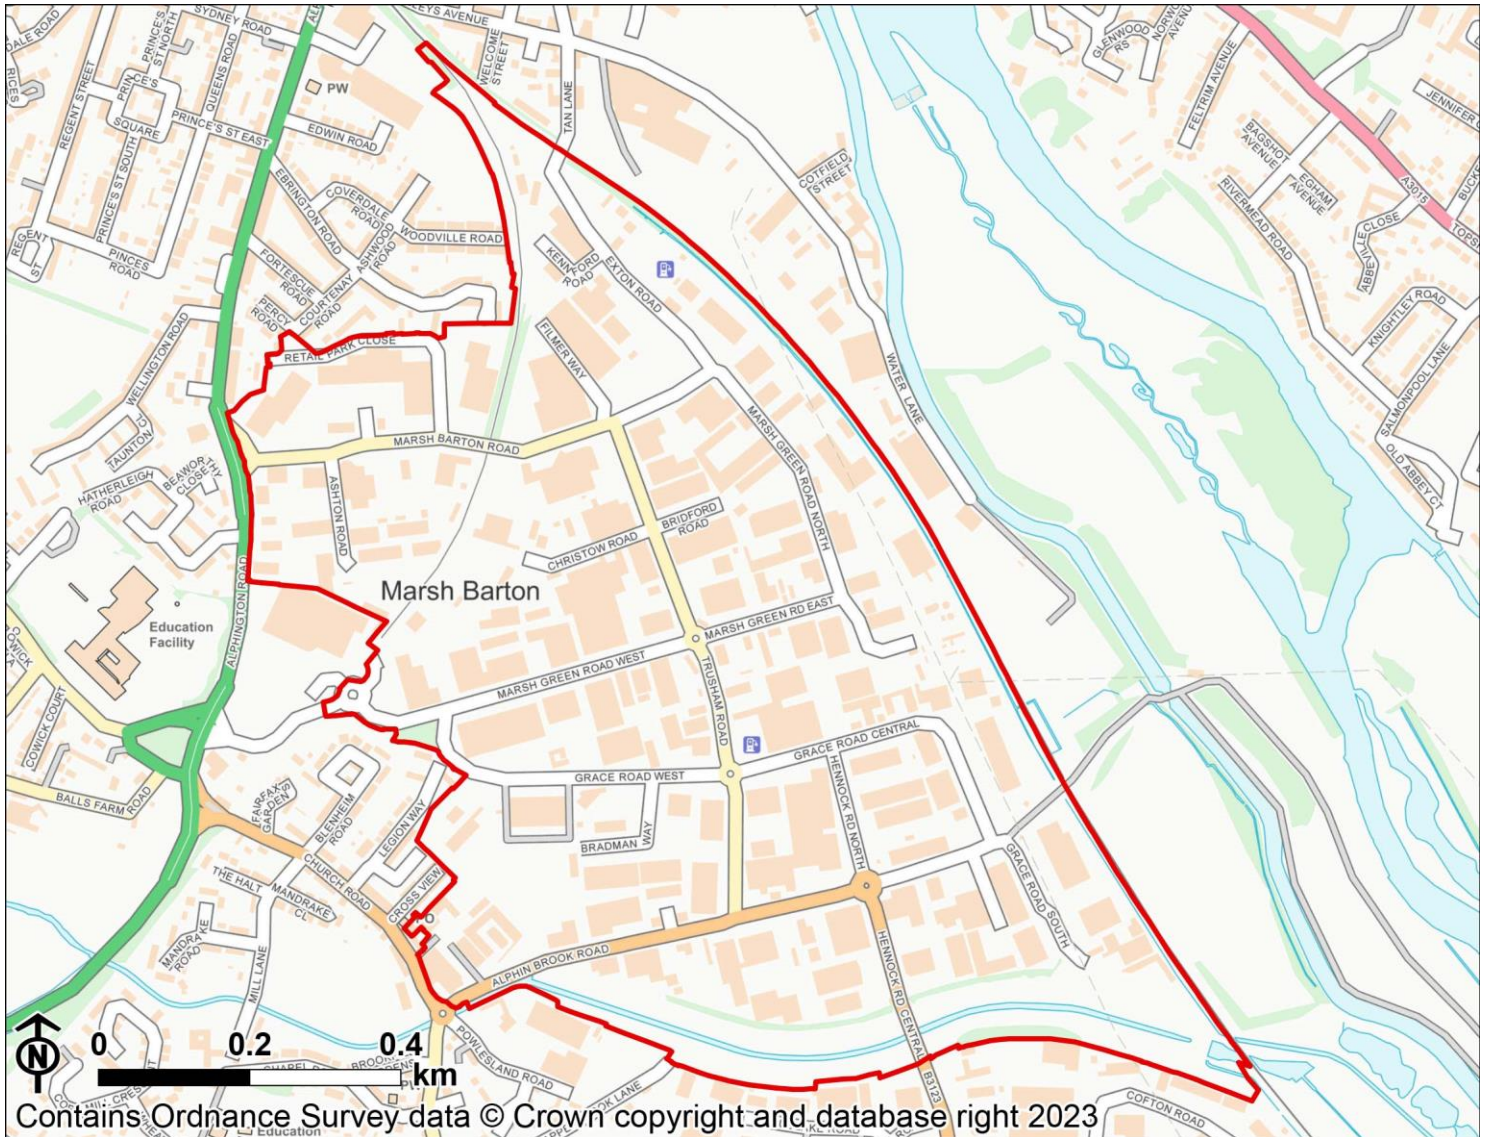 SYDNEY ROAD
PRINCE'S ST NORTH
QUEENS ROAD
REGENT STREET
PRINCE'S SQUARE
PRINCE'S ST EAST
PRINCE'S ST SOUTH
PW
EDWIN ROAD
WELCOME STREET
TAN LANE
GLENWOOD RS
FELTRIM AVENUE
BAGSHOT AVENUE
EGHAM AVENUE
A3015
RIVERMEAD ROAD
ABBEVILLE CLOSE
COTFIELD STREET
EBRINGTON ROAD
COVERDALE ROAD
ASHWOOD ROAD
WOODVILLE ROAD
REGENT ST
PINCES ROAD
FORTESCUE ROAD
COURTENAY ROAD
PERCY ROAD
KENNFORD ROAD
EXTON ROAD
KNIGHTLEY ROAD
SALMONPOOL LANE
OLD ABBEY CT
RETAIL PARK CLOSE
FILMER WAY
WATER LANE
WELLINGTON ROAD
TAUNTON CL
MARSH BARTON ROAD
MARSH GREEN ROAD NORTH
HATHERLEIGH ROAD
BEAWORTHY CLOSE
ASHTON ROAD
CHRISTOW ROAD
BRIDFORD ROAD
Marsh Barton
ALPHINGTON ROAD
Education
Facility
MARSH GREEN RD EAST
MARSH GREEN ROAD WEST
TRUSHAM ROAD
COWICK COURT
BALLS FARM ROAD
GRACE ROAD CENTRAL
GRACE ROAD WEST
HENNOCK RD NORTH
FAIRFAX GARDENS
BLENHEIM ROAD
LEGION WAY
BRADMAN WAY
GRACE ROAD SOUTH
CHURCH ROAD
THE HALT
MANDRAKE CL
CROSS VIEW
MANDRAKE ROAD
MILL LANE
ALPHIN BROOK ROAD
HENNOCK RD CENTRAL
B3123
POWLESLAND ROAD
COFTON ROAD
N
0 0.2 0.4
km
Contains Ordnance Survey data © Crown copyright and database right 2023
Education